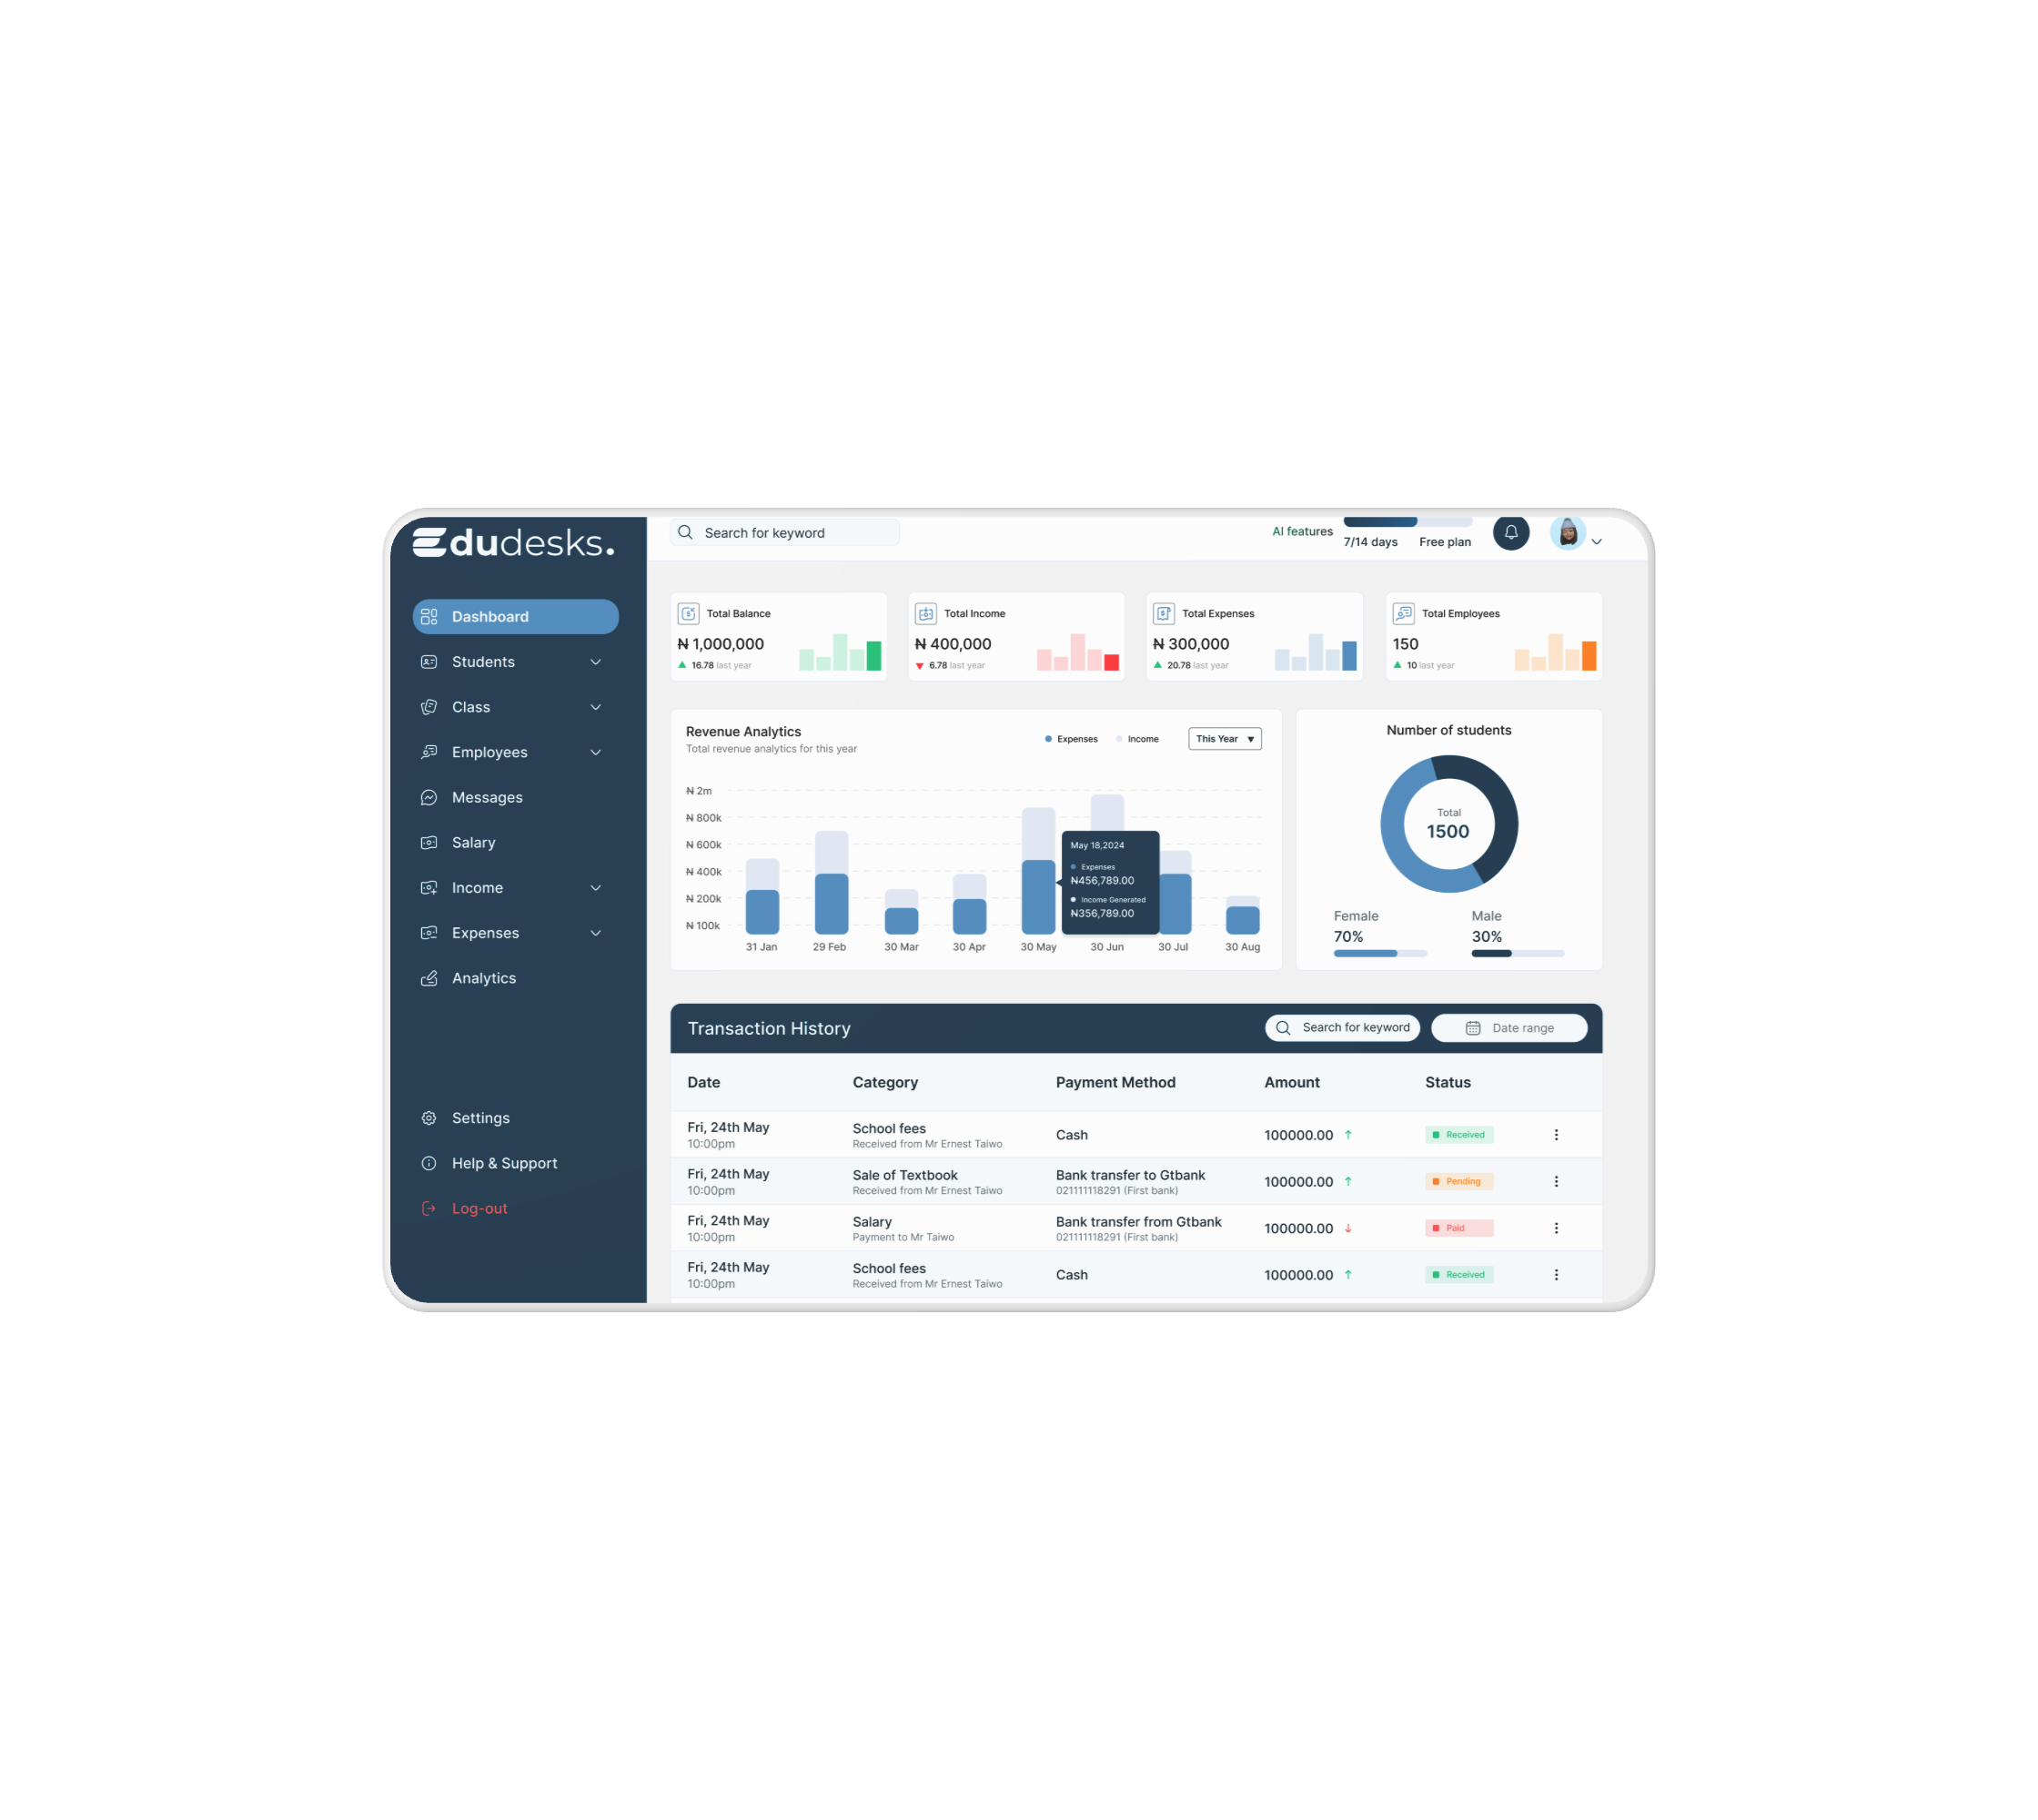 Edudesks.
Search for keyword
AI features
7/14 days Free plan
Dashboard
Students
Class
Employees
Messages
Salary
Income
Expenses
Analytics
Settings
Help & Support
Log-out
Total Balance
₦ 1,000,000
16.78 last year
Total Income
₦ 400,000
6.78 last year
Total Expenses
₦ 300,000
20.78 last year
Total Employees
150
10 last year
Revenue Analytics
Total revenue analytics for this year
Expenses Income
This Year
₦ 2m
₦ 800k
₦ 600k
₦ 400k
₦ 200k
₦ 100k
31 Jan 29 Feb 30 Mar 30 Apr 30 May 30 Jun 30 Jul 30 Aug
May 18,2024
Expenses
₦456,789.00
Income Generated
₦356,789.00
Number of students
Total
1500
Female Male
70% 30%
Transaction History
Search for keyword
Date range
Date Category Payment Method Amount Status
Fri, 24th May School fees Cash 100000.00 Received
10:00pm Received from Mr Ernest Taiwo
Fri, 24th May Sale of Textbook Bank transfer to Gtbank 100000.00 Pending
10:00pm Received from Mr Ernest Taiwo 021111118291 (First bank)
Fri, 24th May Salary Bank transfer from Gtbank 100000.00 Paid
10:00pm Payment to Mr Taiwo 021111118291 (First bank)
Fri, 24th May School fees Cash 100000.00 Received
10:00pm Received from Mr Ernest Taiwo